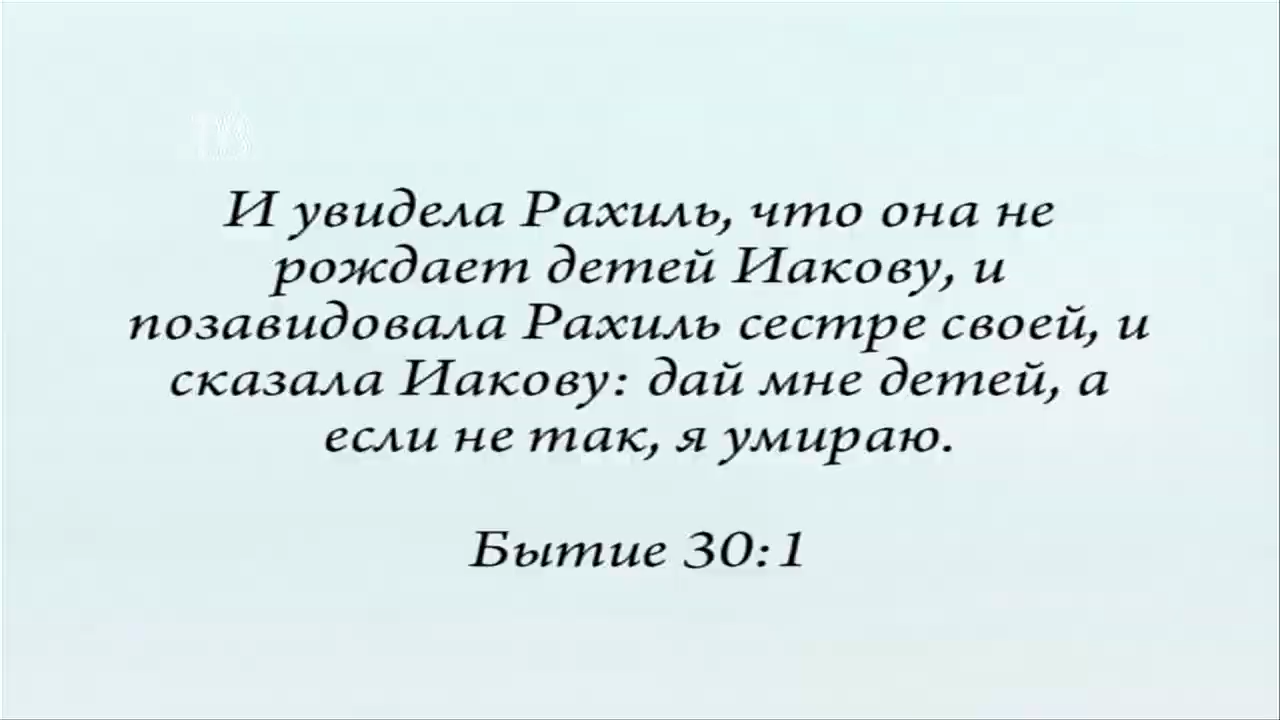 И увидела Рахиль, что она не
рождает детей Иакову, и
позавидовала Рахиль сестре своей, и
сказала Иакову: дай мне детей, а
если не так, я умираю.
Бытие 30:1